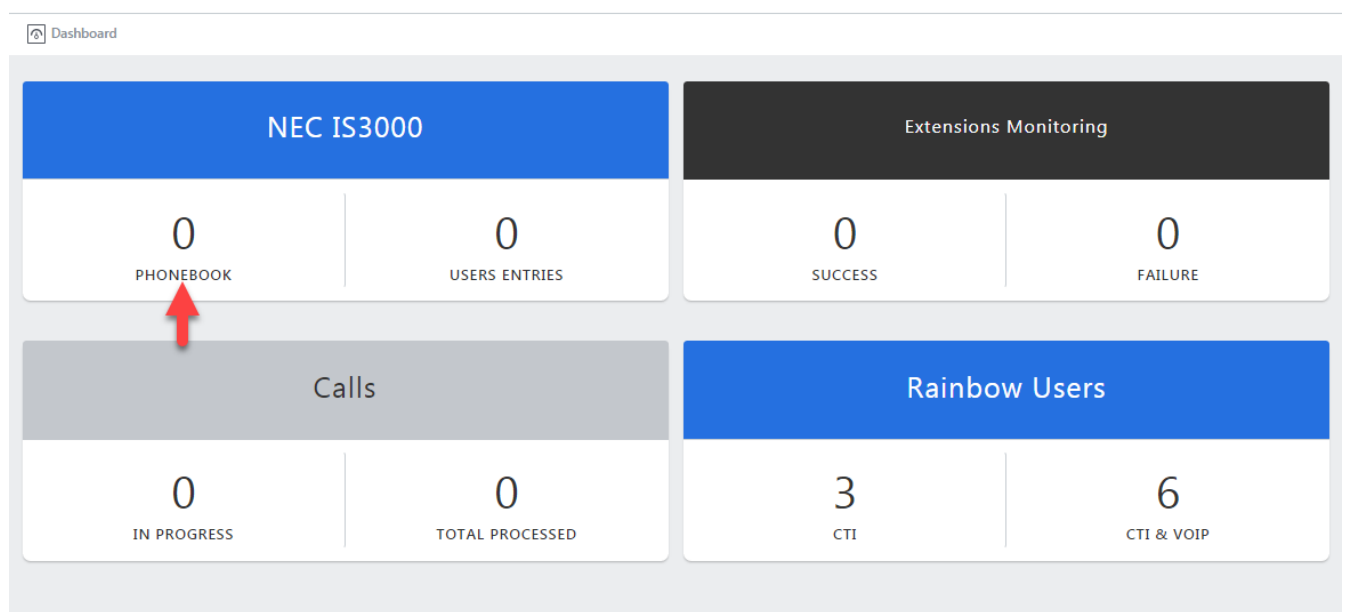 Dashboard
NEC IS3000
0
PHONEBOOK
0
USERS ENTRIES
Extensions Monitoring
0
SUCCESS
0
FAILURE
Calls
0
IN PROGRESS
0
TOTAL PROCESSED
Rainbow Users
3
CTI
6
CTI & VOIP